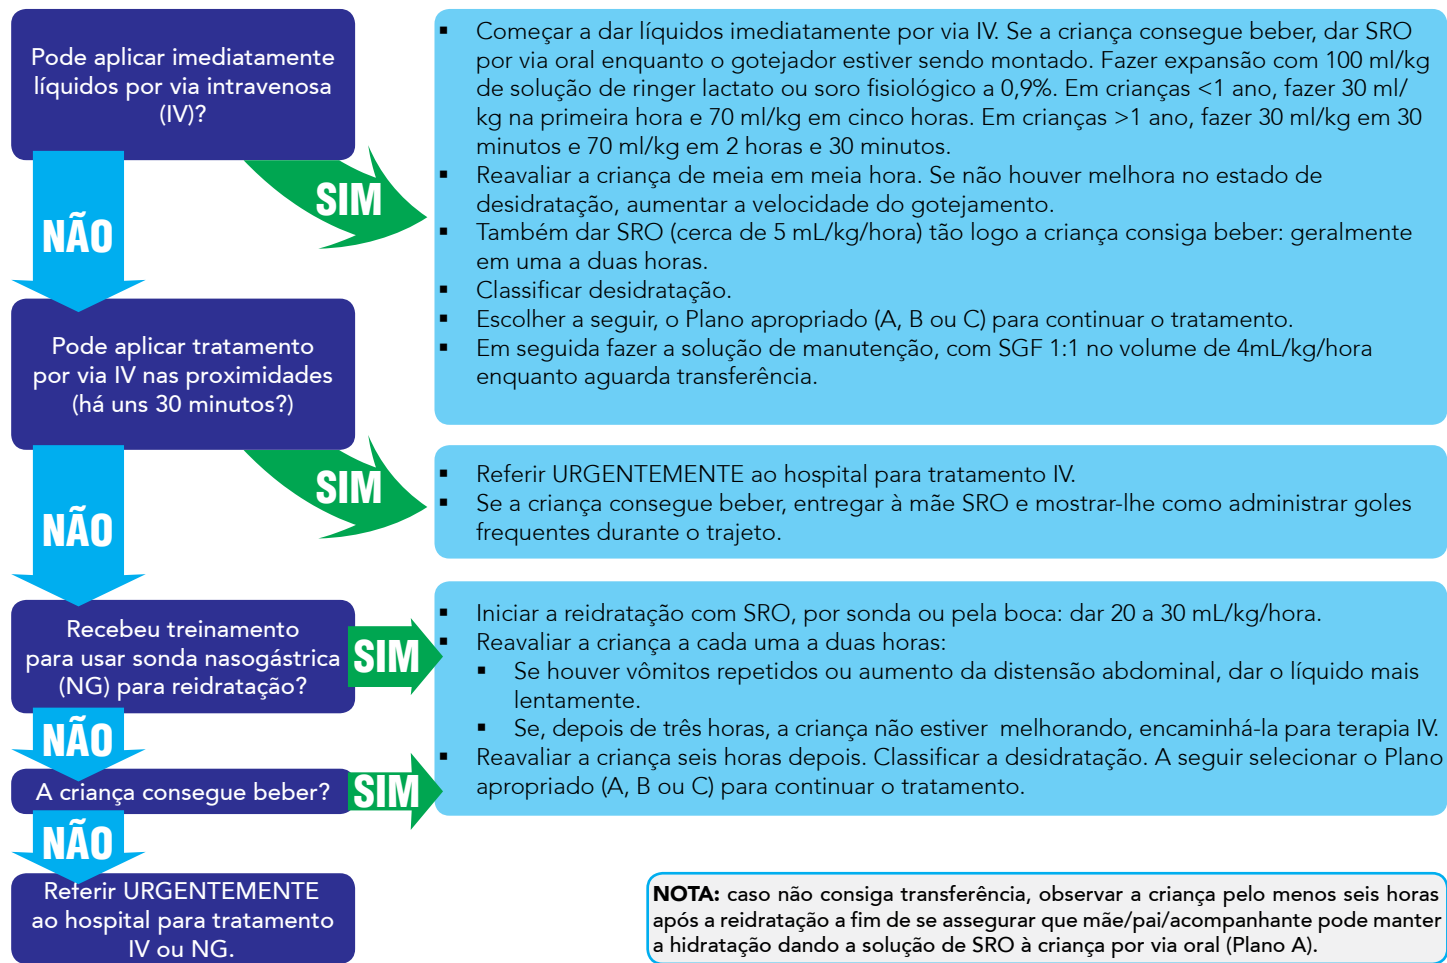 Pode aplicar imediatamente
líquidos por via intravenosa
(IV)?
SIM
▪ Começar a dar líquidos imediatamente por via IV. Se a criança consegue beber, dar SRO
por via oral enquanto o gotejador estiver sendo montado. Fazer expansão com 100 ml/kg
de solução de ringer lactato ou soro fisiológico a 0,9%. Em crianças <1 ano, fazer 30 ml/
kg na primeira hora e 70 ml/kg em cinco horas. Em crianças >1 ano, fazer 30 ml/kg em 30
minutos e 70 ml/kg em 2 horas e 30 minutos.
▪ Reavaliar a criança de meia em meia hora. Se não houver melhora no estado de
desidratação, aumentar a velocidade do gotejamento.
▪ Também dar SRO (cerca de 5 mL/kg/hora) tão logo a criança consiga beber: geralmente
em uma a duas horas.
▪ Classificar desidratação.
▪ Escolher a seguir, o Plano apropriado (A, B ou C) para continuar o tratamento.
▪ Em seguida fazer a solução de manutenção, com SGF 1:1 no volume de 4mL/kg/hora
enquanto aguarda transferência.
NÃO
Pode aplicar tratamento
por via IV nas proximidades
(há uns 30 minutos?)
SIM
▪ Referir URGENTEMENTE ao hospital para tratamento IV.
▪ Se a criança consegue beber, entregar à mãe SRO e mostrar-lhe como administrar goles
frequentes durante o trajeto.
NÃO
Recebeu treinamento
para usar sonda nasogástrica
(NG) para reidratação?
SIM
▪ Iniciar a reidratação com SRO, por sonda ou pela boca: dar 20 a 30 mL/kg/hora.
▪ Reavaliar a criança a cada uma a duas horas:
▪ Se houver vômitos repetidos ou aumento da distensão abdominal, dar o líquido mais
lentamente.
▪ Se, depois de três horas, a criança não estiver melhorando, encaminhá-la para terapia IV.
▪ Reavaliar a criança seis horas depois. Classificar a desidratação. A seguir selecionar o Plano
apropriado (A, B ou C) para continuar o tratamento.
NÃO
A criança consegue beber?
SIM
NÃO
Referir URGENTEMENTE
ao hospital para tratamento
IV ou NG.
NOTA: caso não consiga transferência, observar a criança pelo menos seis horas
após a reidratação a fim de se assegurar que mãe/pai/acompanhante pode manter
a hidratação dando a solução de SRO à criança por via oral (Plano A).